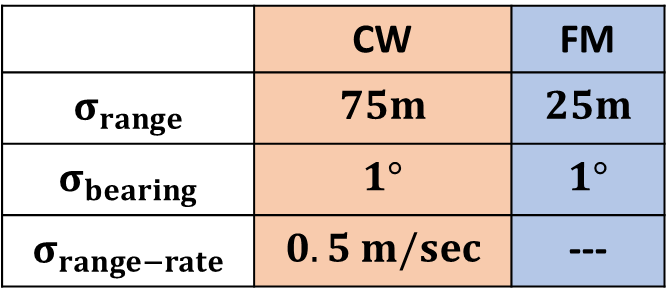 CW FM
σrange 75m 25m
σbearing 1° 1°
σrange−rate 0. 5 m/sec ---